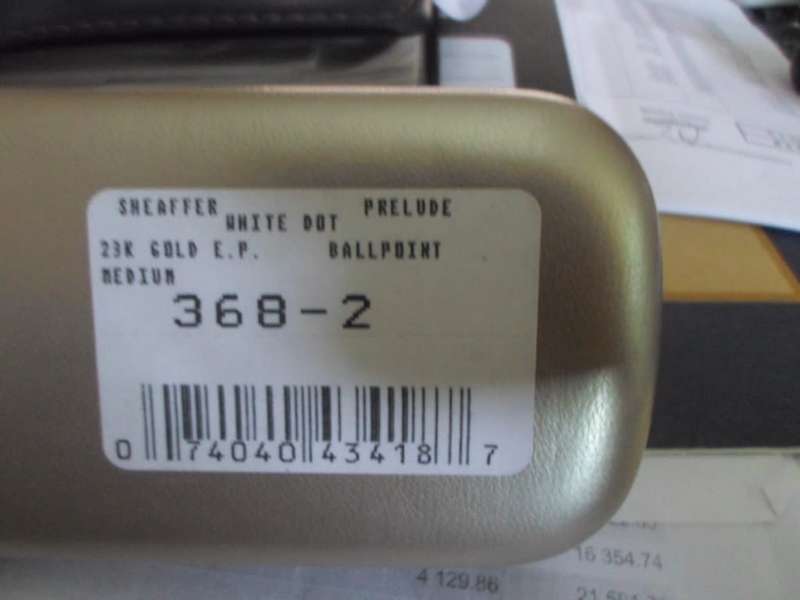 SHEAFFER PRELUDE
WHITE DOT
23K GOLD E.P. BALLPOINT
MEDIUM
368-2
0 74040 43418 7
16 354.74
4 129.86